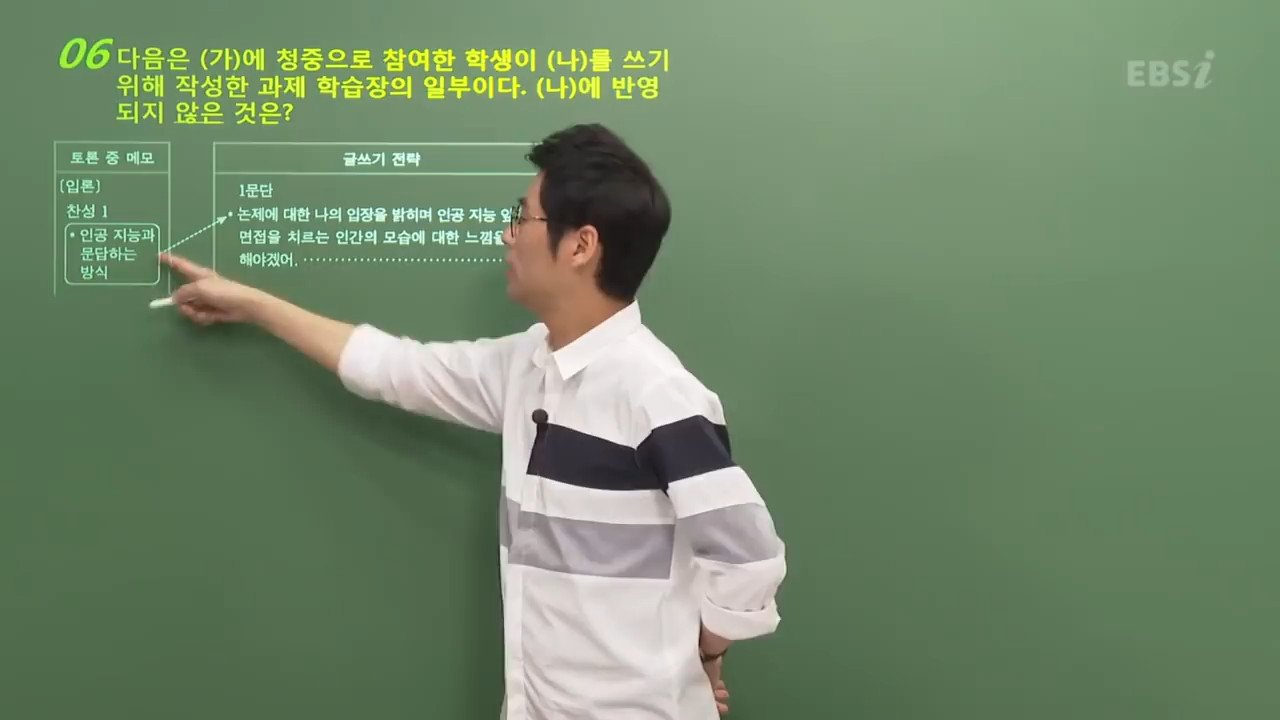 06 다음은 (가)에 청중으로 참여한 학생이 (나)를 쓰기
위해 작성한 과제 학습장의 일부이다. (나)에 반영
되지 않은 것은?
EBSi
토론 중 메모
[입론]
찬성 1
• 인공 지능과
문답하는
방식
글쓰기 전략
1문단
• 논제에 대한 나의 입장을 밝히며 인공 지능
면접을 치르는 인간의 모습에 대한 느낌을
해야겠어.